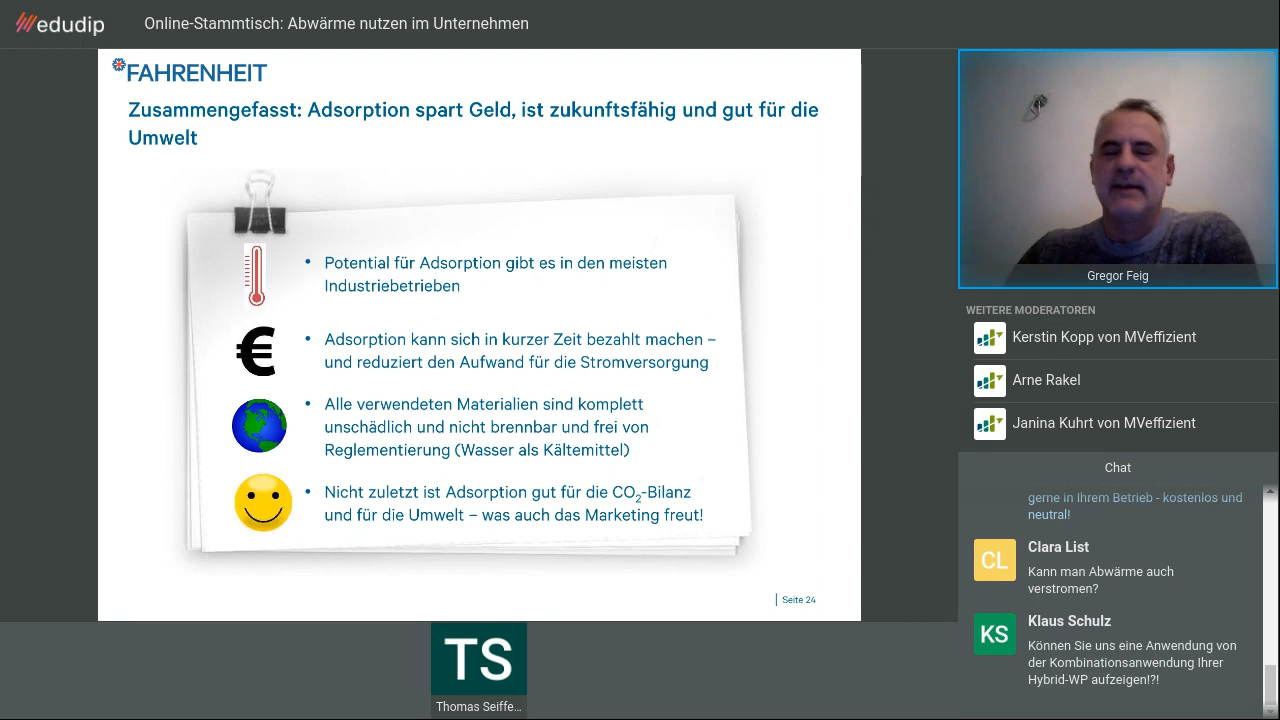 edudip
Online-Stammtisch: Abwärme nutzen im Unternehmen
FAHRENHEIT
Zusammengefasst: Adsorption spart Geld, ist zukunftsfähig und gut für die
Umwelt
• Potential für Adsorption gibt es in den meisten
Industriebetrieben
€
• Adsorption kann sich in kurzer Zeit bezahlt machen –
und reduziert den Aufwand für die Stromversorgung
• Alle verwendeten Materialien sind komplett
unschädlich und nicht brennbar und frei von
Reglementierung (Wasser als Kältemittel)
• Nicht zuletzt ist Adsorption gut für die CO₂-Bilanz
und für die Umwelt – was auch das Marketing freut!
Seite 24
TS
Thomas Seiffe...
Gregor Feig
WEITERE MODERATOREN
Kerstin Kopp von MVeffizient
Arne Rakel
Janina Kuhrt von MVeffizient
Chat
gerne in Ihrem Betrieb - kostenlos und
neutral!
CL
Clara List
Kann man Abwärme auch
verstromen?
KS
Klaus Schulz
Können Sie uns eine Anwendung von
der Kombinationsanwendung Ihrer
Hybrid-WP aufzeigen!?!